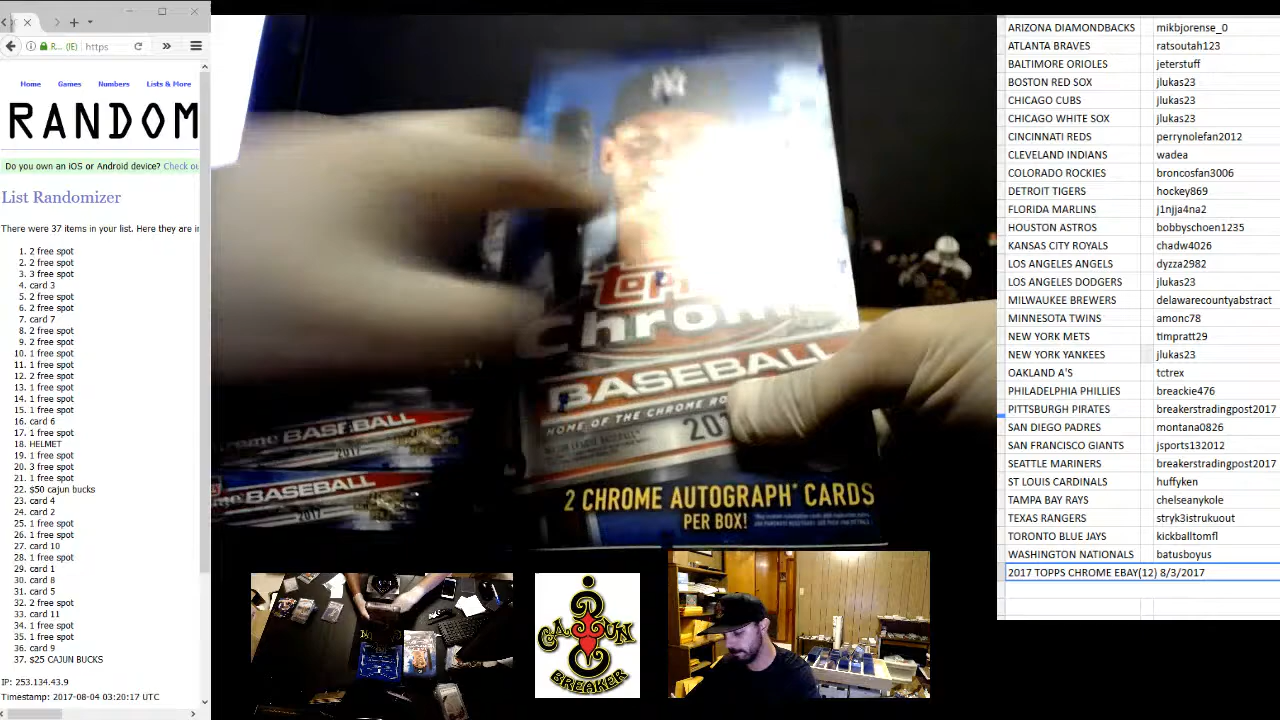 https
Home Games Numbers Lists & More
RANDOM
Do you own an iOS or Android device? Check ou
List Randomizer
There were 37 items in your list. Here they are in
1. 2 free spot
2. 2 free spot
3. 3 free spot
4. card 3
5. 2 free spot
6. 2 free spot
7. card 7
8. 2 free spot
9. 2 free spot
10. 1 free spot
11. 1 free spot
12. 2 free spot
13. 1 free spot
14. 1 free spot
15. 1 free spot
16. card 6
17. 1 free spot
18. HELMET
19. 1 free spot
20. 3 free spot
21. 1 free spot
22. $50 cajun bucks
23. card 4
24. card 2
25. 1 free spot
26. 1 free spot
27. card 10
28. 1 free spot
29. card 1
30. card 8
31. card 5
32. 2 free spot
33. card 11
34. 1 free spot
35. 1 free spot
36. card 9
37. $25 CAJUN BUCKS
IP: 253.134.43.9
Timestamp: 2017-08-04 03:20:17 UTC
NY
Topps
chrome
BASEBALL
HOME OF THE CHROME RO
201
2 CHROME AUTOGRAPH* CARDS
PER BOX!
BASEBALL
2017
BASEBALL
2017
CAJUN
BREAKER
ARIZONA DIAMONDBACKS mikbjorense_0
ATLANTA BRAVES ratsoutah123
BALTIMORE ORIOLES jeterstuff
BOSTON RED SOX jlukas23
CHICAGO CUBS jlukas23
CHICAGO WHITE SOX jlukas23
CINCINNATI REDS perrynolefan2012
CLEVELAND INDIANS wadea
COLORADO ROCKIES broncosfan3006
DETROIT TIGERS hockey869
FLORIDA MARLINS j1njja4na2
HOUSTON ASTROS bobbyschoen1235
KANSAS CITY ROYALS chadw4026
LOS ANGELES ANGELS dyzza2982
LOS ANGELES DODGERS jlukas23
MILWAUKEE BREWERS delawarecountyabstract
MINNESOTA TWINS amonc78
NEW YORK METS timpratt29
NEW YORK YANKEES jlukas23
OAKLAND A'S tctrex
PHILADELPHIA PHILLIES breackie476
PITTSBURGH PIRATES breakerstradingpost2017
SAN DIEGO PADRES montana0826
SAN FRANCISCO GIANTS jsports132012
SEATTLE MARINERS breakerstradingpost2017
ST LOUIS CARDINALS huffyken
TAMPA BAY RAYS chelseanykole
TEXAS RANGERS stryk3istrukuout
TORONTO BLUE JAYS kickballtomfl
WASHINGTON NATIONALS batusboyus
2017 TOPPS CHROME EBAY(12) 8/3/2017